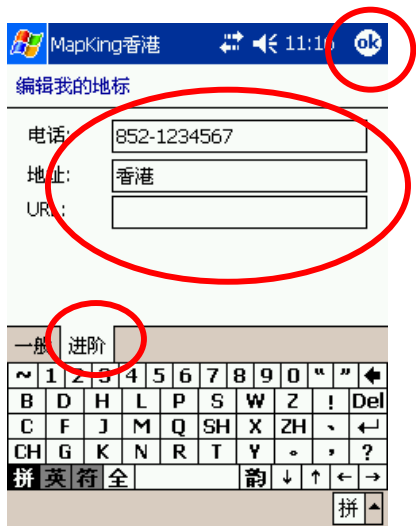 MapKing香港 11:16 ok
编辑我的地标
电话: 852-1234567
地址: 香港
URL:
一般 进阶
~ 1 2 3 4 5 6 7 8 9 0 “ ” ←
B D H L P S W Z ! Del
C F J M Q SH X ZH 、 ↵
CH G K N R T Y 。 , ?
拼 英 符 全 韵 ↓ ↑ ← →
拼